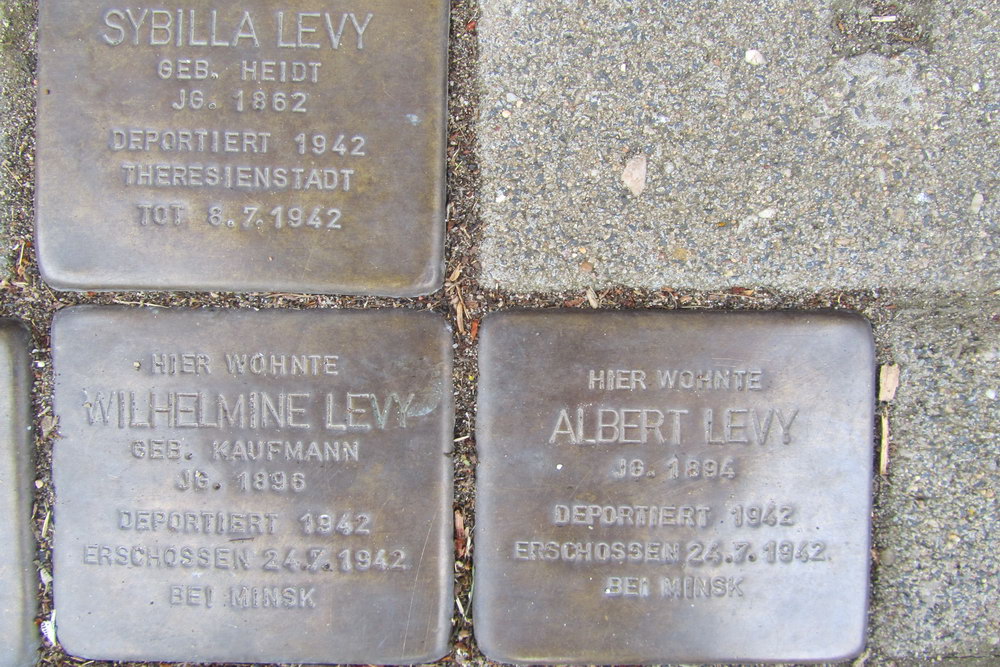 SYBILLA LEVY
GEB. HEIDT
JG. 1862
DEPORTIERT 1942
THERESIENSTADT
TOT 8.7.1942
HIER WOHNTE
WILHELMINE LEVY
GEB. KAUFMANN
JG. 1896
DEPORTIERT 1942
ERSCHOSSEN 24.7.1942
BEI MINSK
HIER WOHNTE
ALBERT LEVY
JG. 1894
DEPORTIERT 1942
ERSCHOSSEN 24.7.1942
BEI MINSK